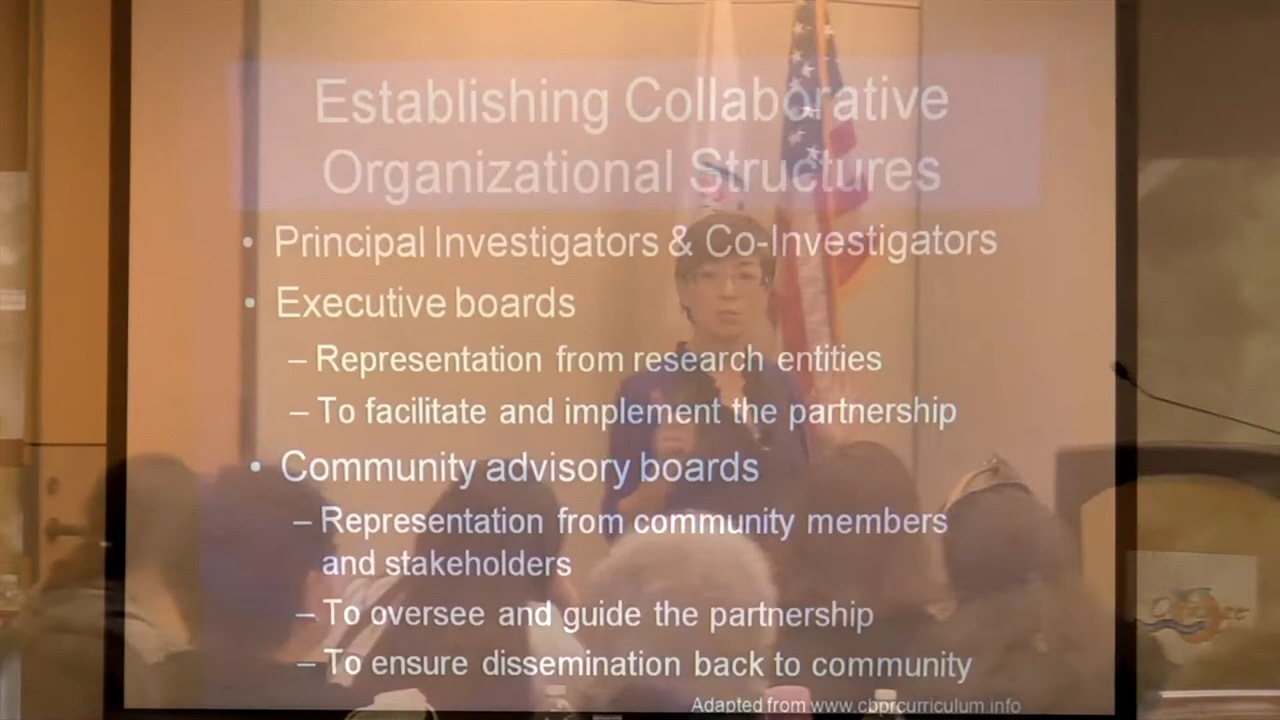 Establishing Collaborative
Organizational Structures
• Principal Investigators & Co-Investigators
• Executive boards
– Representation from research entities
– To facilitate and implement the partnership
• Community advisory boards
– Representation from community members
and stakeholders
– To oversee and guide the partnership
– To ensure dissemination back to community
Adapted from www.cbprcurriculum.info